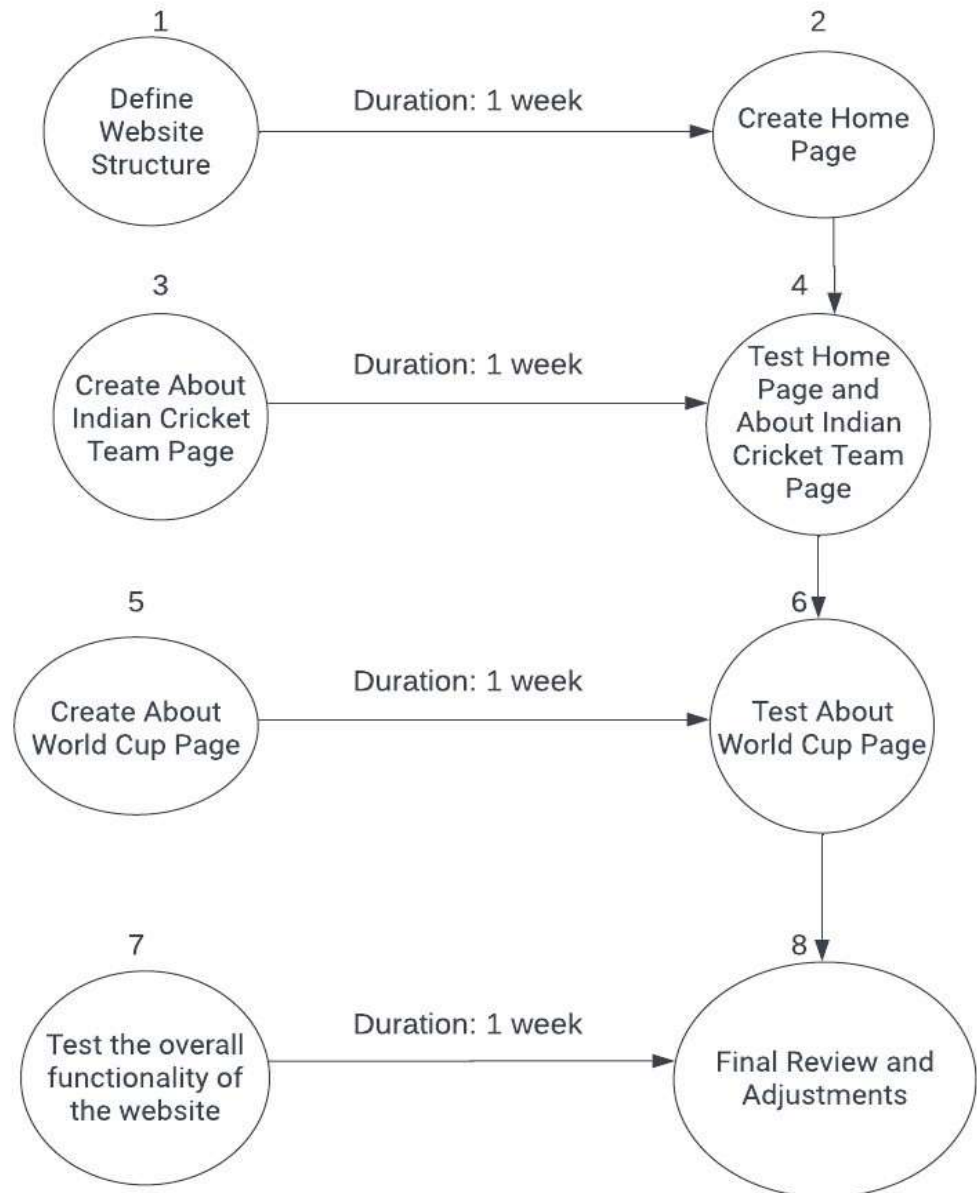 1
2
Define
Website
Structure
Duration: 1 week
Create Home
Page
3
4
Create About
Indian Cricket
Team Page
Duration: 1 week
Test Home
Page and
About Indian
Cricket Team
Page
5
6
Create About
World Cup Page
Duration: 1 week
Test About
World Cup Page
7
8
Test the overall
functionality of
the website
Duration: 1 week
Final Review and
Adjustments